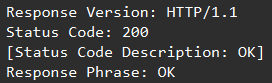 Response Version: HTTP/1.1
Status Code: 200
[Status Code Description: OK]
Response Phrase: OK